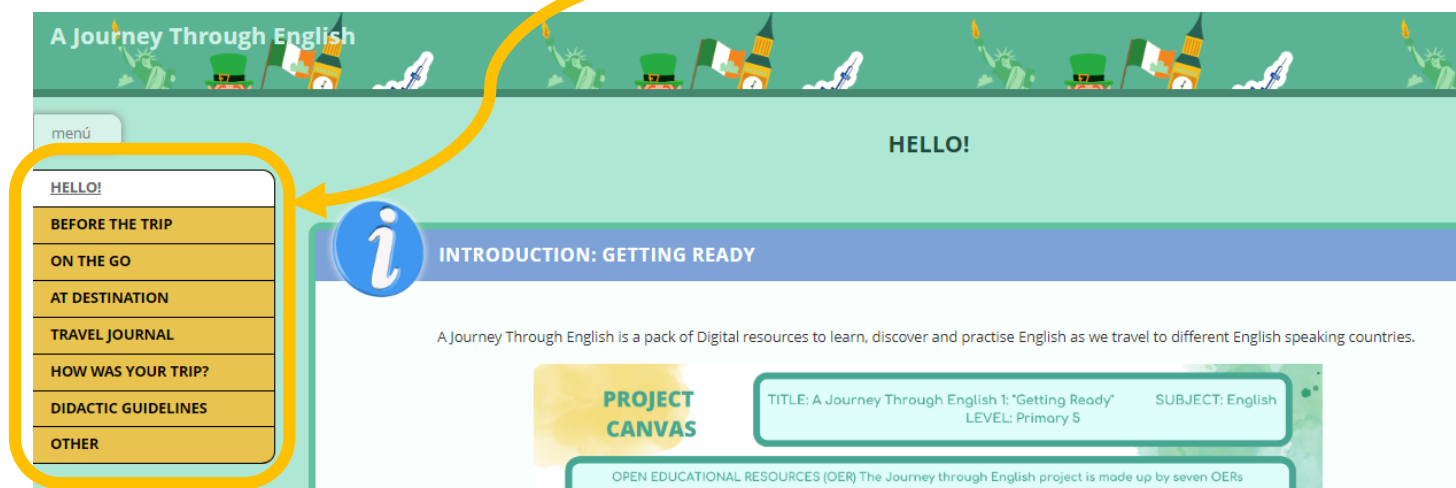 A Journey Through English
menú
HELLO!
HELLO!
BEFORE THE TRIP
ON THE GO
AT DESTINATION
TRAVEL JOURNAL
HOW WAS YOUR TRIP?
DIDACTIC GUIDELINES
OTHER
i
INTRODUCTION: GETTING READY
A Journey Through English is a pack of Digital resources to learn, discover and practise English as we travel to different English speaking countries.
PROJECT
CANVAS
TITLE: A Journey Through English 1: "Getting Ready" SUBJECT: English
LEVEL: Primary 5
OPEN EDUCATIONAL RESOURCES (OER) The Journey through English project is made up by seven OERs